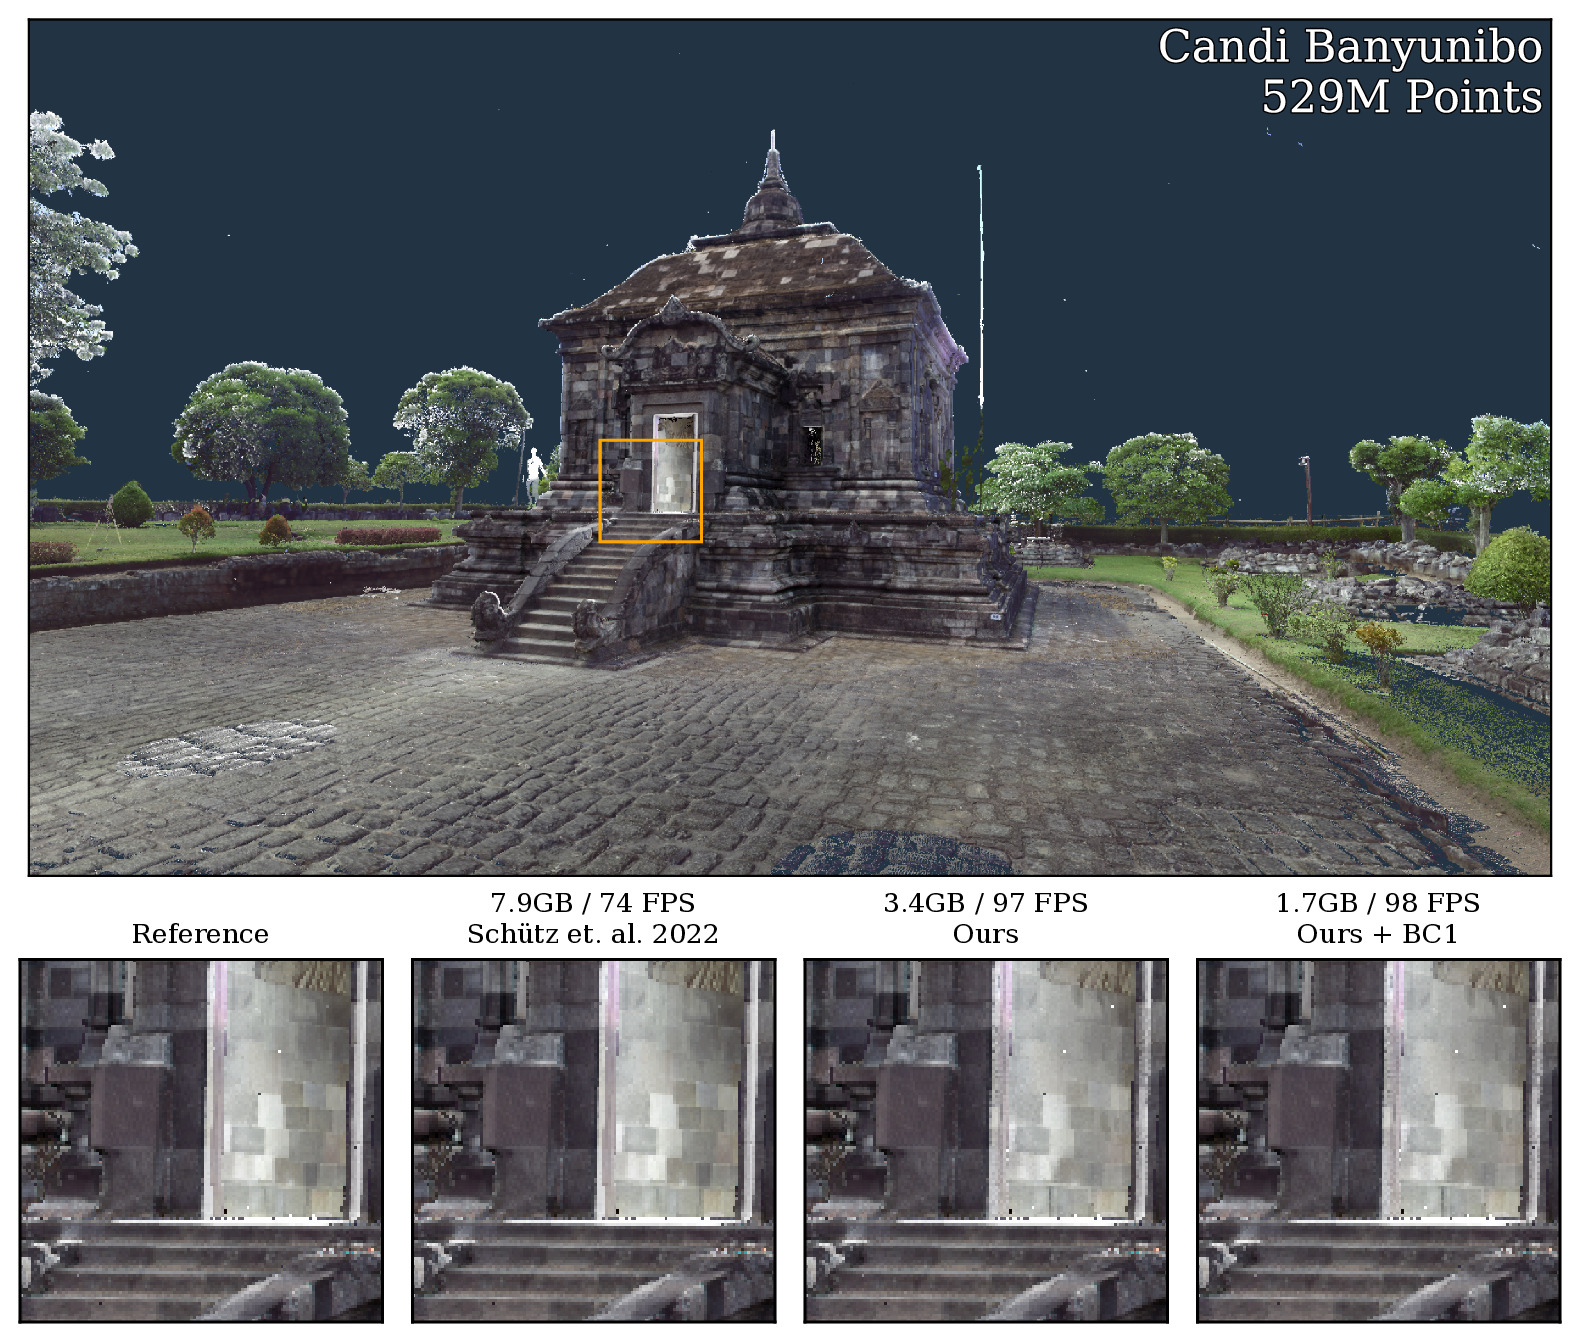 Candi Banyunibo
529M Points
Reference
7.9GB / 74 FPS
Schütz et. al. 2022
3.4GB / 97 FPS
Ours
1.7GB / 98 FPS
Ours + BC1